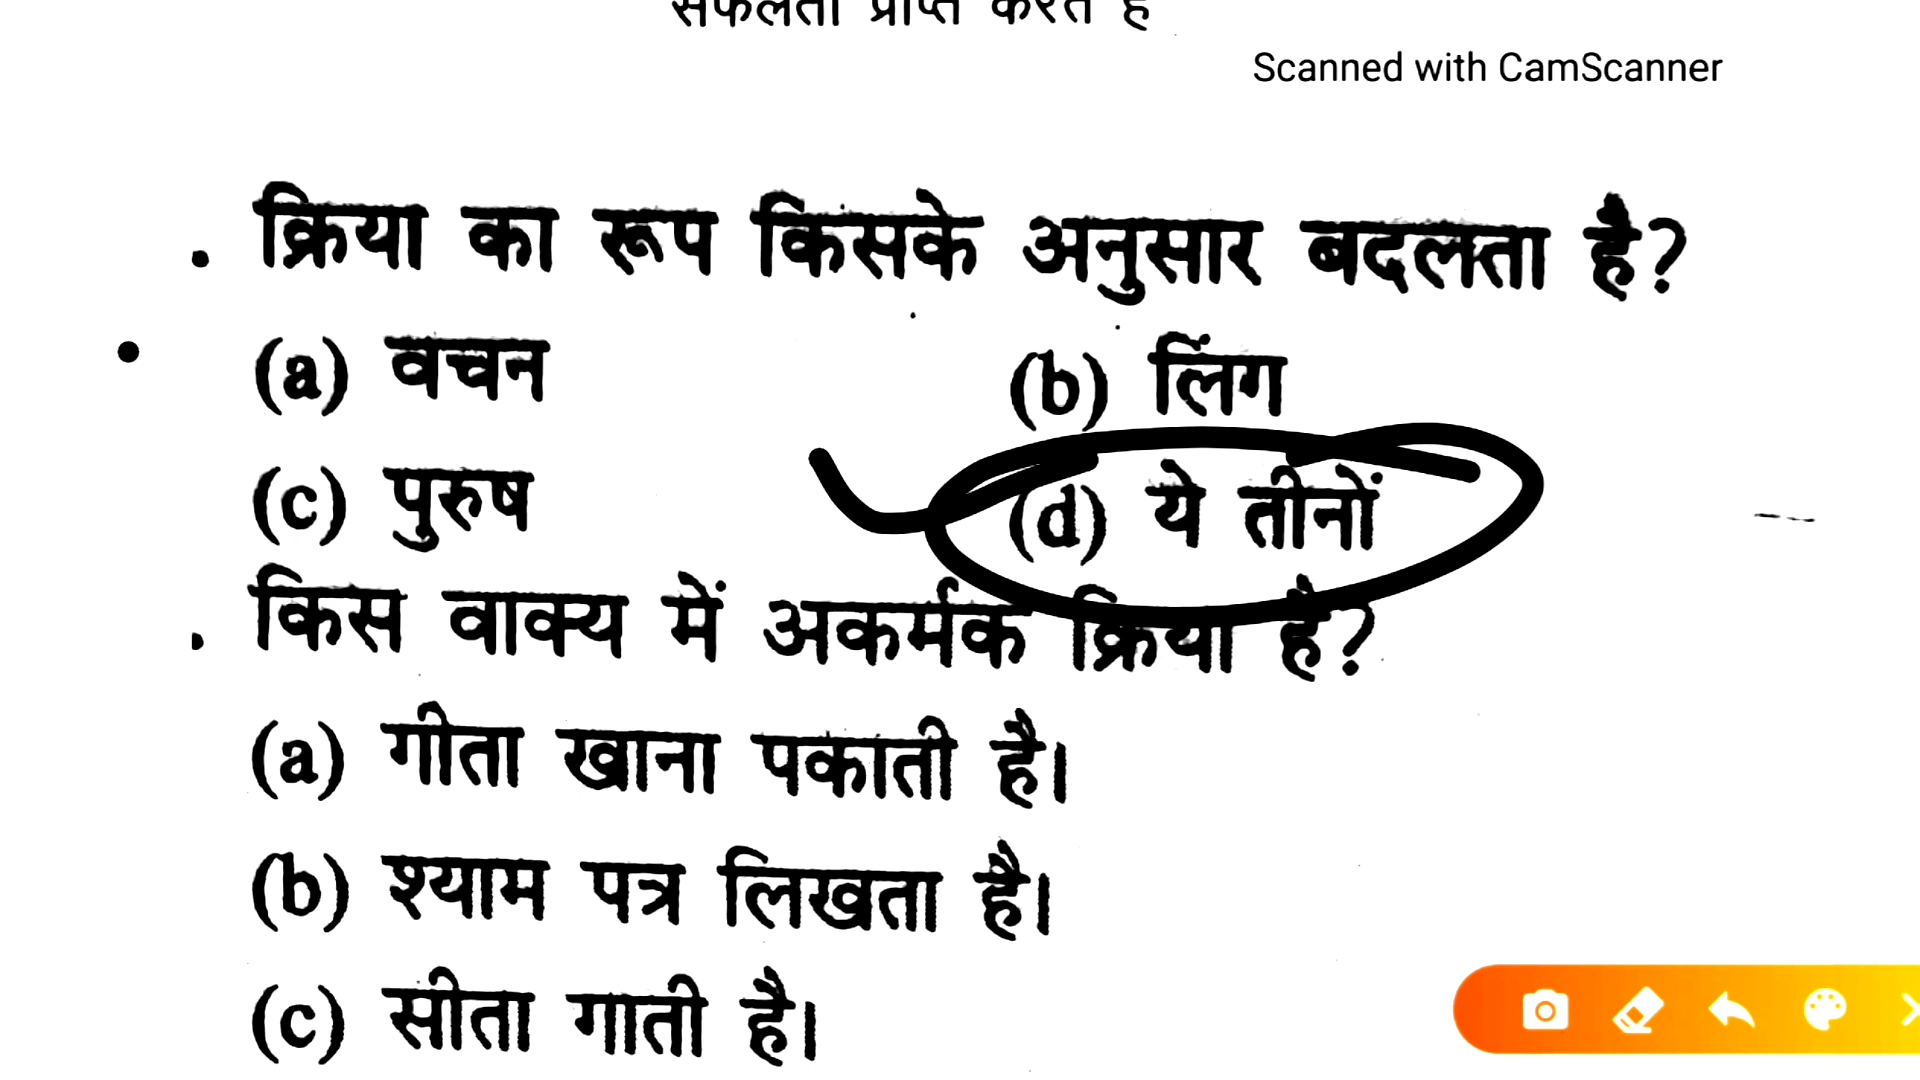 सफलता प्राप्त करते हैं
Scanned with CamScanner
. क्रिया का रूप किसके अनुसार बदलता है?
(a) वचन (b) लिंग
(c) पुरुष (d) ये तीनों
. किस वाक्य में अकर्मक क्रिया है?
(a) गीता खाना पकाती है।
(b) श्याम पत्र लिखता है।
(c) सीता गाती है।